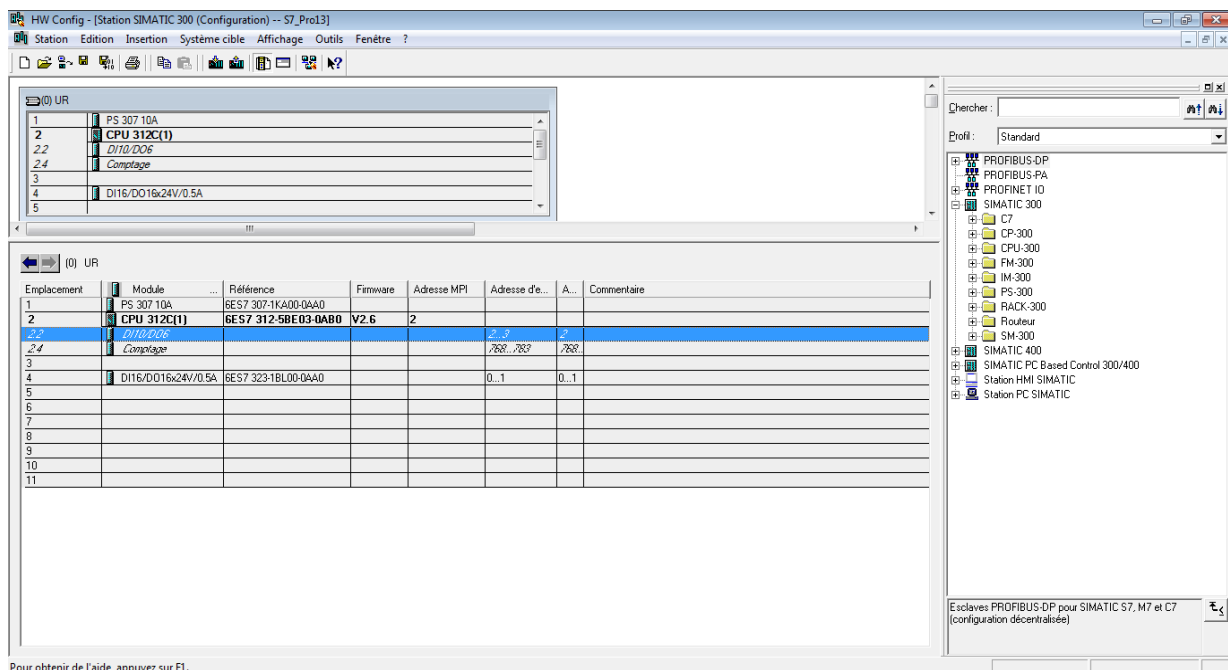 HW Config - [Station SIMATIC 300 (Configuration) -- S7_Pro13]
Station Edition Insertion Système cible Affichage Outils Fenêtre ?
(0) UR
1 PS 307 10A
2 CPU 312C(1)
2.2 DI10/DO6
2.4 Comptage
3
4 DI16/DO16x24V/0.5A
5
(0) UR
Emplacement Module ... Référence Firmware Adresse MPI Adresse d'e... A... Commentaire
1 PS 307 10A 6ES7 307-1KA00-0AA0
2 CPU 312C(1) 6ES7 312-5BE03-0AB0 V2.6 2
2.2 DI10/DO6 2...3 2
2.4 Comptage 768...783 768...
3
4 DI16/DO16x24V/0.5A 6ES7 323-1BL00-0AA0 0...1 0...1
5
6
7
8
9
10
11
Chercher :
Profil : Standard
PROFIBUS-DP
PROFIBUS-PA
PROFINET IO
SIMATIC 300
C7
CP-300
CPU-300
FM-300
IM-300
PS-300
RACK-300
Routeur
SM-300
SIMATIC 400
SIMATIC PC Based Control 300/400
Station HMI SIMATIC
Station PC SIMATIC
Esclaves PROFIBUS-DP pour SIMATIC S7, M7 et C7
(configuration décentralisée)
Pour obtenir de l'aide, appuyez sur F1.